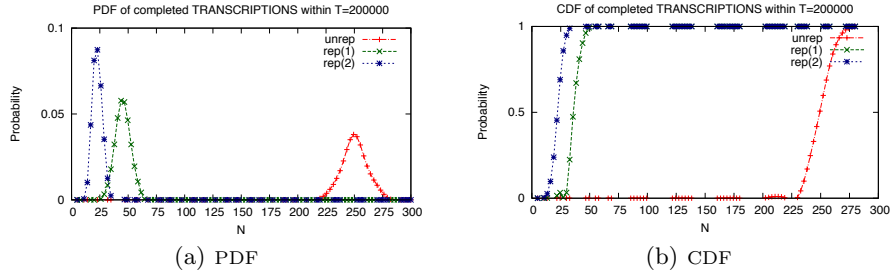 PDF of completed TRANSCRIPTIONS within T=200000
unrep
rep(1)
rep(2)
0.1
0.05
0
Probability
0 25 50 75 100 125 150 175 200 225 250 275 300
N
(a) PDF
CDF of completed TRANSCRIPTIONS within T=200000
unrep
rep(1)
rep(2)
1
0.5
0
Probability
0 25 50 75 100 125 150 175 200 225 250 275 300
N
(b) CDF